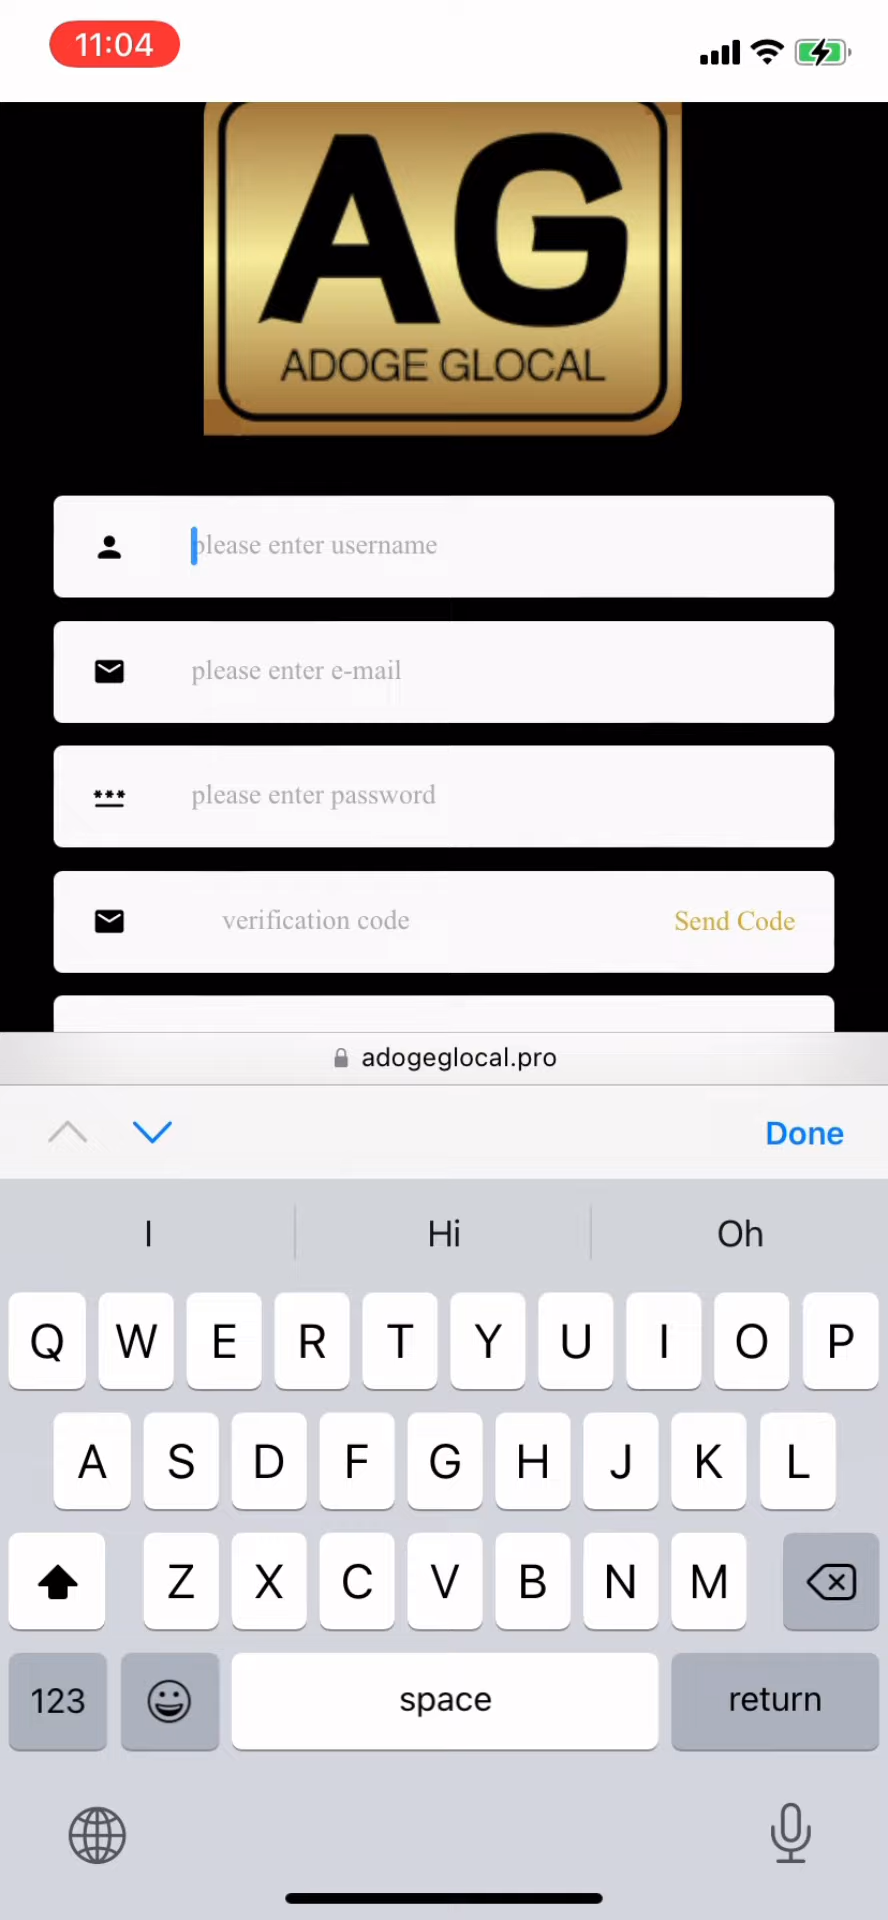 11:04
AG
ADOGE GLOCAL
please enter username
please enter e-mail
please enter password
verification code Send Code
adogeglocal.pro
Done
I Hi Oh
Q W E R T Y U I O P
A S D F G H J K L
Z X C V B N M
123 space return